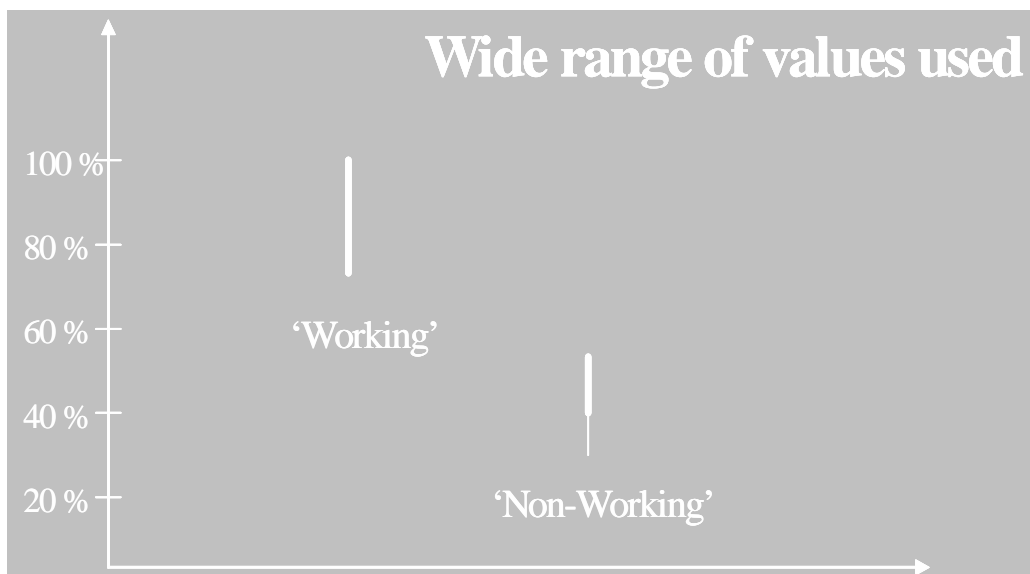 Wide range of values used
100 %
80 %
60 %
‘Working’
40 %
20 %
‘Non-Working’